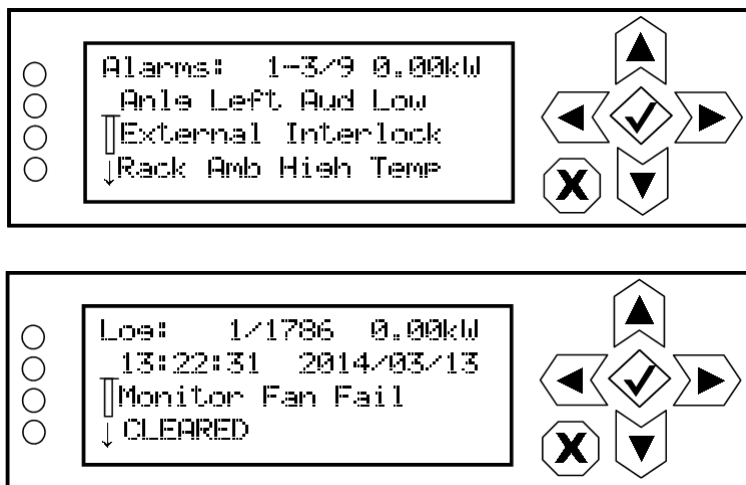 Alarms: 1-3/9 0.00kW
Anlg Left Aud Low
External Interlock
↓Rack Amb High Temp
X
Log: 1/1786 0.00kW
13:22:31 2014/03/13
Monitor Fan Fail
↓ CLEARED
X